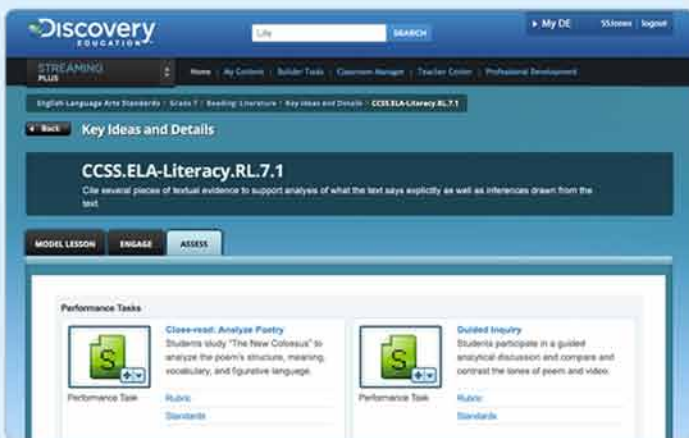 Discovery
EDUCATION
Life
SEARCH
My DE
SSJones | logout
STREAMING
PLUS
Home | My Content | Builder Tools | Classroom Manager | Teacher Center | Professional Development
English Language Arts Standards > Grade 7 > Reading: Literature > Key Ideas and Details > CCSS.ELA-Literacy.RL.7.1
Back
Key Ideas and Details
CCSS.ELA-Literacy.RL.7.1
Cite several pieces of textual evidence to support analysis of what the text says explicitly as well as inferences drawn from the
text
MODEL LESSON
ENGAGE
ASSESS
Performance Tasks
S
Performance Task
Close-read: Analyze Poetry
Students study "The New Colossus" to
analyze the poem's structure, meaning,
vocabulary, and figurative language.
Rubric
Standards
S
Performance Task
Guided Inquiry
Students participate in a guided
analytical discussion and compare and
contrast the tones of poem and video.
Rubric
Standards